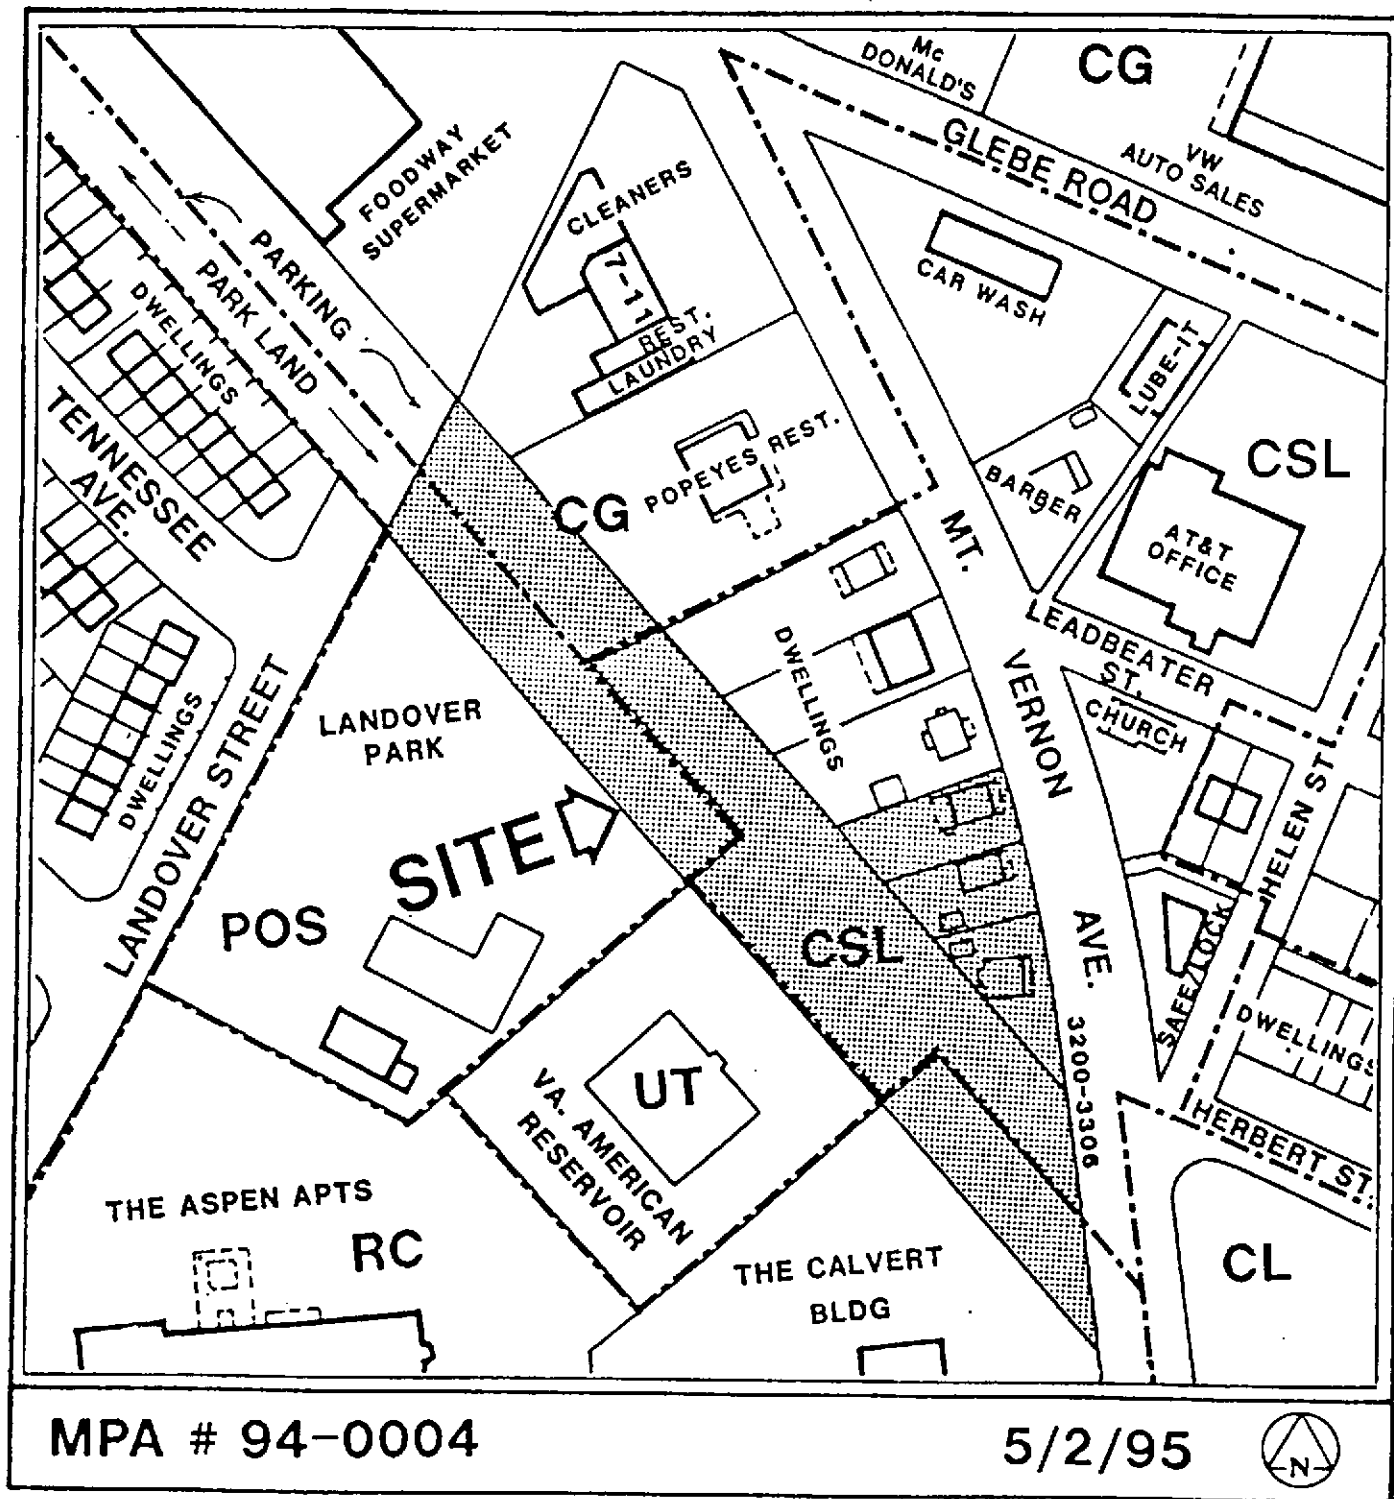 Mc
DONALD'S
CG
GLEBE ROAD
VW
AUTO SALES
FOODWAY
SUPERMARKET
CLEANERS
7-11
REST.
LAUNDRY
CAR WASH
LUBE-IT
PARKING
PARK LAND
DWELLINGS
TENNESSEE
AVE.
CG
POPEYES REST.
BARBER
CSL
AT&T
OFFICE
MT.
VERNON
AVE.
3200-3306
LEADBEATER
ST.
CHURCH
DWELLINGS
HELEN ST.
DWELLINGS
LANDOVER STREET
LANDOVER
PARK
SITE
POS
CSL
SAFE/LOCK
DWELLINGS
UT
VA. AMERICAN
RESERVOIR
HERBERT ST.
THE ASPEN APTS
RC
THE CALVERT
BLDG
CL
MPA # 94-0004
5/2/95
N